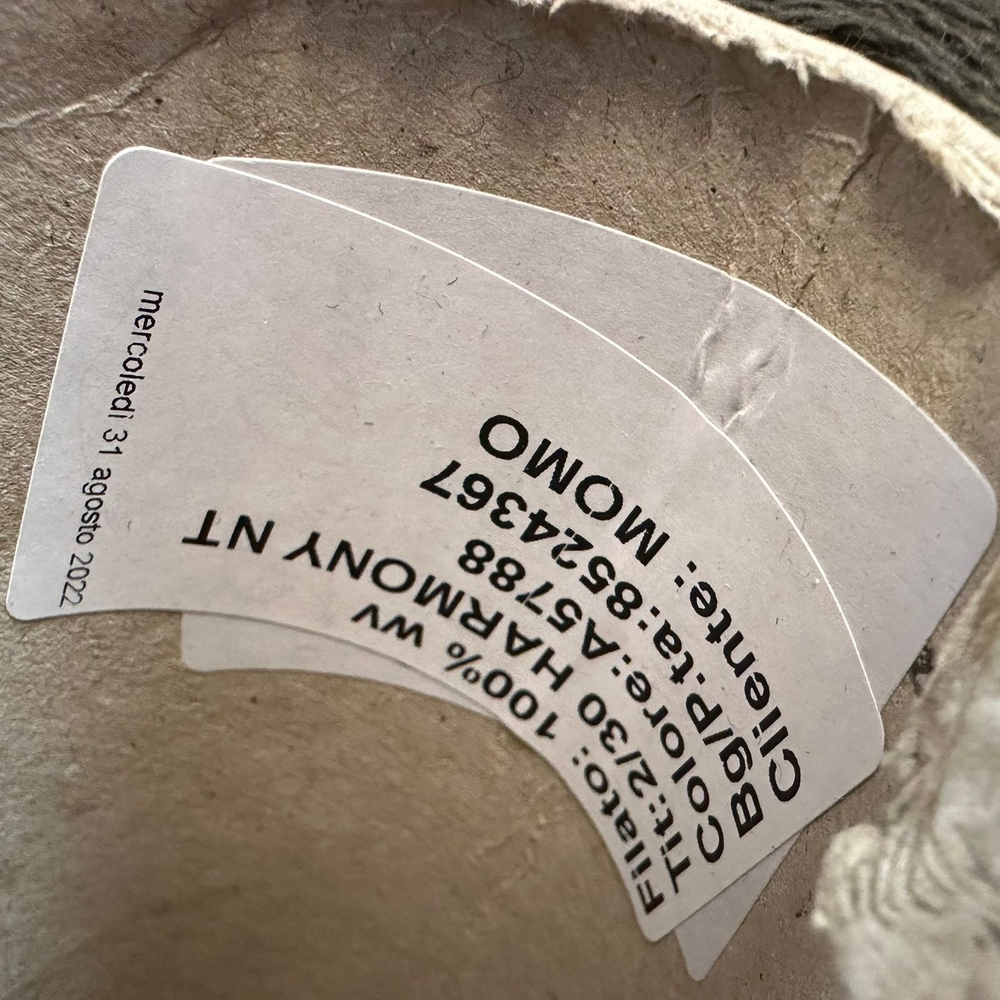 Filato: 100% WV
Tit.:2/30 HARMONY NT
Colore:A5788
Bg/P.ta:8524367
Cliente: MOMO
mercoledì 31 agosto 2022